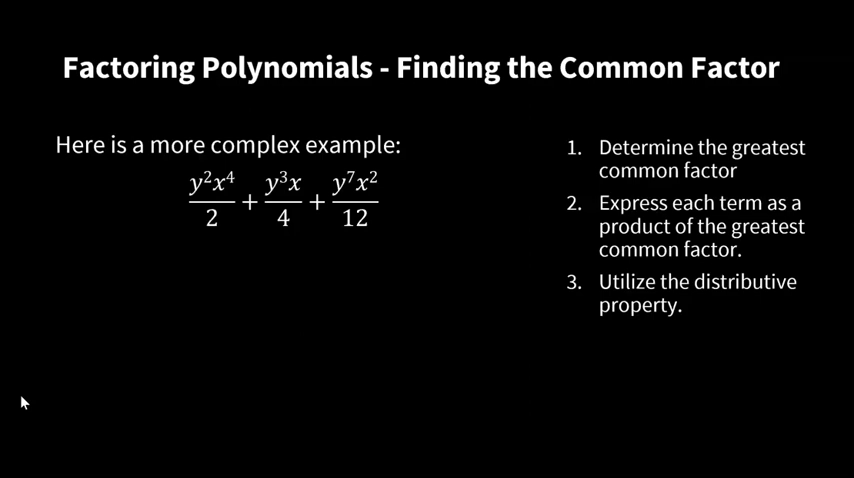 Factoring Polynomials - Finding the Common Factor
Here is a more complex example:
y²x⁴/2 + y³x/4 + y⁷x²/12
1. Determine the greatest
common factor
2. Express each term as a
product of the greatest
common factor.
3. Utilize the distributive
property.